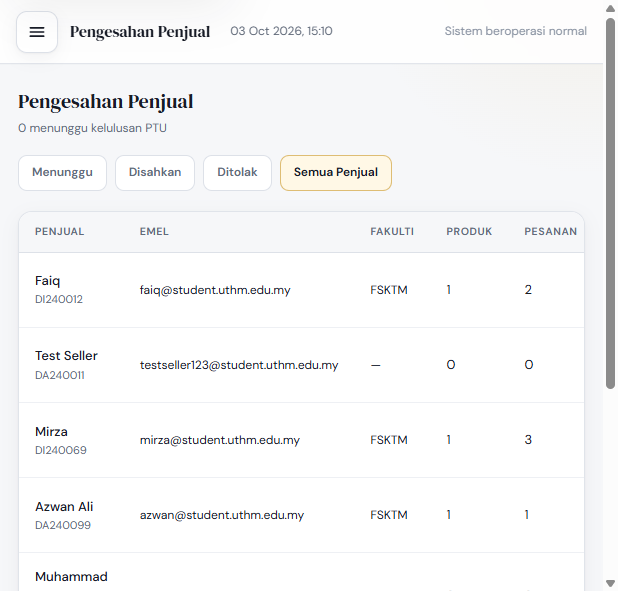 Pengesahan Penjual 03 Oct 2026, 15:10 Sistem beroperasi normal
Pengesahan Penjual
0 menunggu kelulusan PTU
Menunggu Disahkan Ditolak Semua Penjual
PENJUAL EMEL FAKULTI PRODUK PESANAN
Faiq
DI240012
faiq@student.uthm.edu.my FSKTM 1 2
Test Seller
DA240011
testseller123@student.uthm.edu.my — 0 0
Mirza
DI240069
mirza@student.uthm.edu.my FSKTM 1 3
Azwan Ali
DA240099
azwan@student.uthm.edu.my FSKTM 1 1
Muhammad